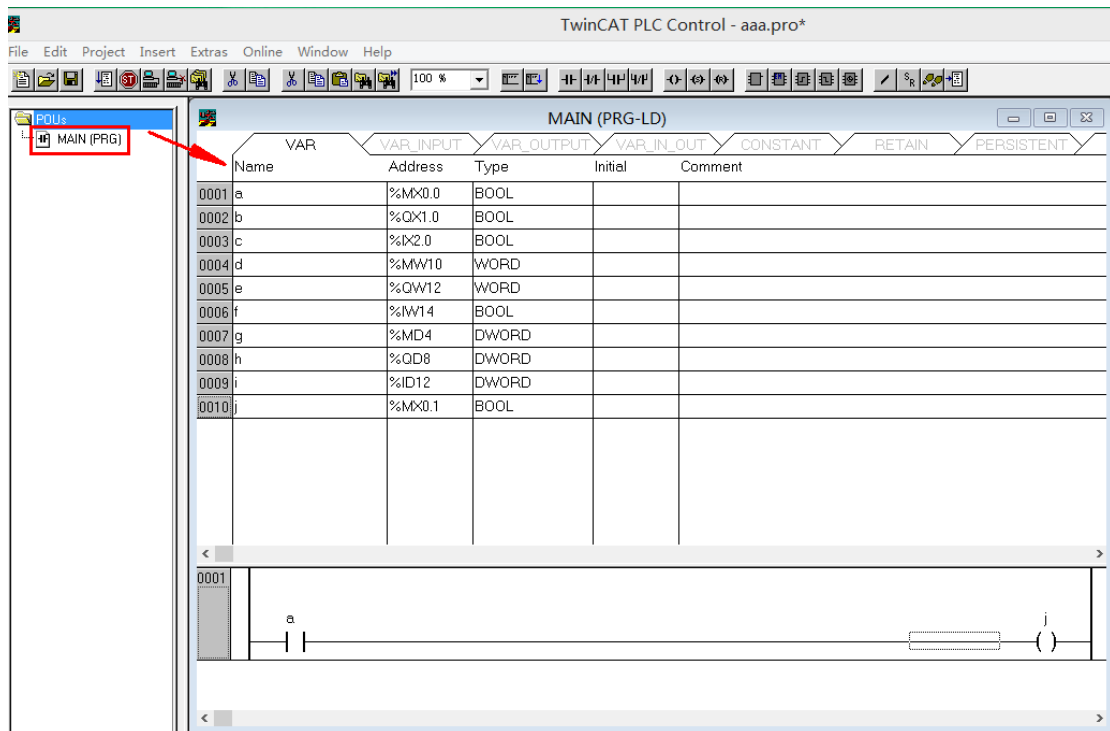 TwinCAT PLC Control - aaa.pro*
File Edit Project Insert Extras Online Window Help
100 %
POUs
MAIN (PRG)
MAIN (PRG-LD)
VAR VAR_INPUT VAR_OUTPUT VAR_IN_OUT CONSTANT RETAIN PERSISTENT
Name Address Type Initial Comment
0001 a %MX0.0 BOOL
0002 b %QX1.0 BOOL
0003 c %IX2.0 BOOL
0004 d %MW10 WORD
0005 e %QW12 WORD
0006 f %IW14 BOOL
0007 g %MD4 DWORD
0008 h %QD8 DWORD
0009 i %ID12 DWORD
0010 j %MX0.1 BOOL
0001
a j